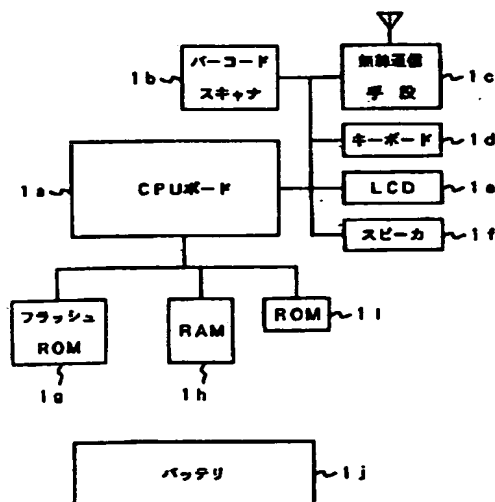 バーコード
スキャナ
1b
無線通信
手段
1c
キーボード
1d
CPUボード
1a
LCD
1e
スピーカ
1f
フラッシュ
ROM
1g
RAM
1h
ROM
1i
バッテリ
1j